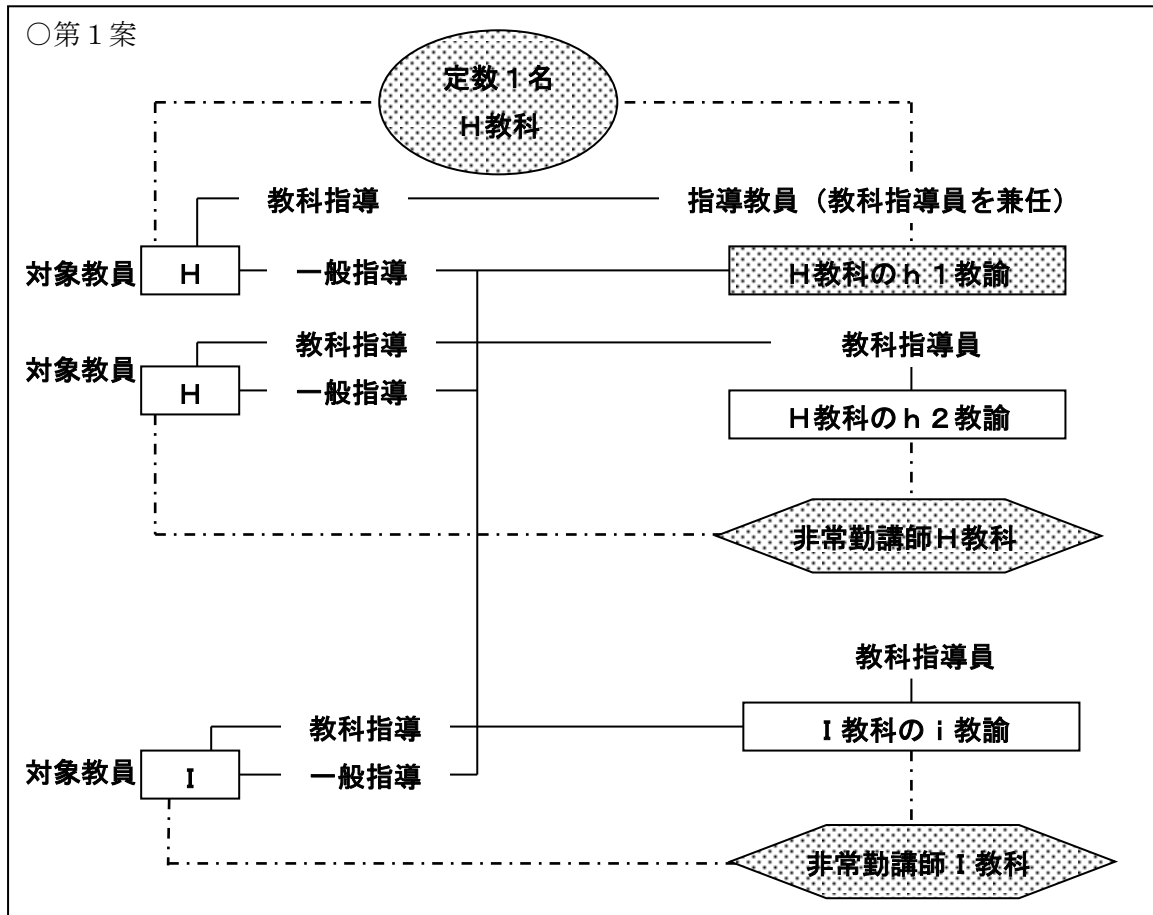 ○第１案
定数１名
Ｈ教科
教科指導
指導教員（教科指導員を兼任）
対象教員
Ｈ
一般指導
Ｈ教科のｈ１教諭
教科指導
教科指導員
対象教員
Ｈ
一般指導
Ｈ教科のｈ２教諭
非常勤講師Ｈ教科
教科指導員
教科指導
Ｉ教科のｉ教諭
対象教員
Ｉ
一般指導
非常勤講師Ｉ教科